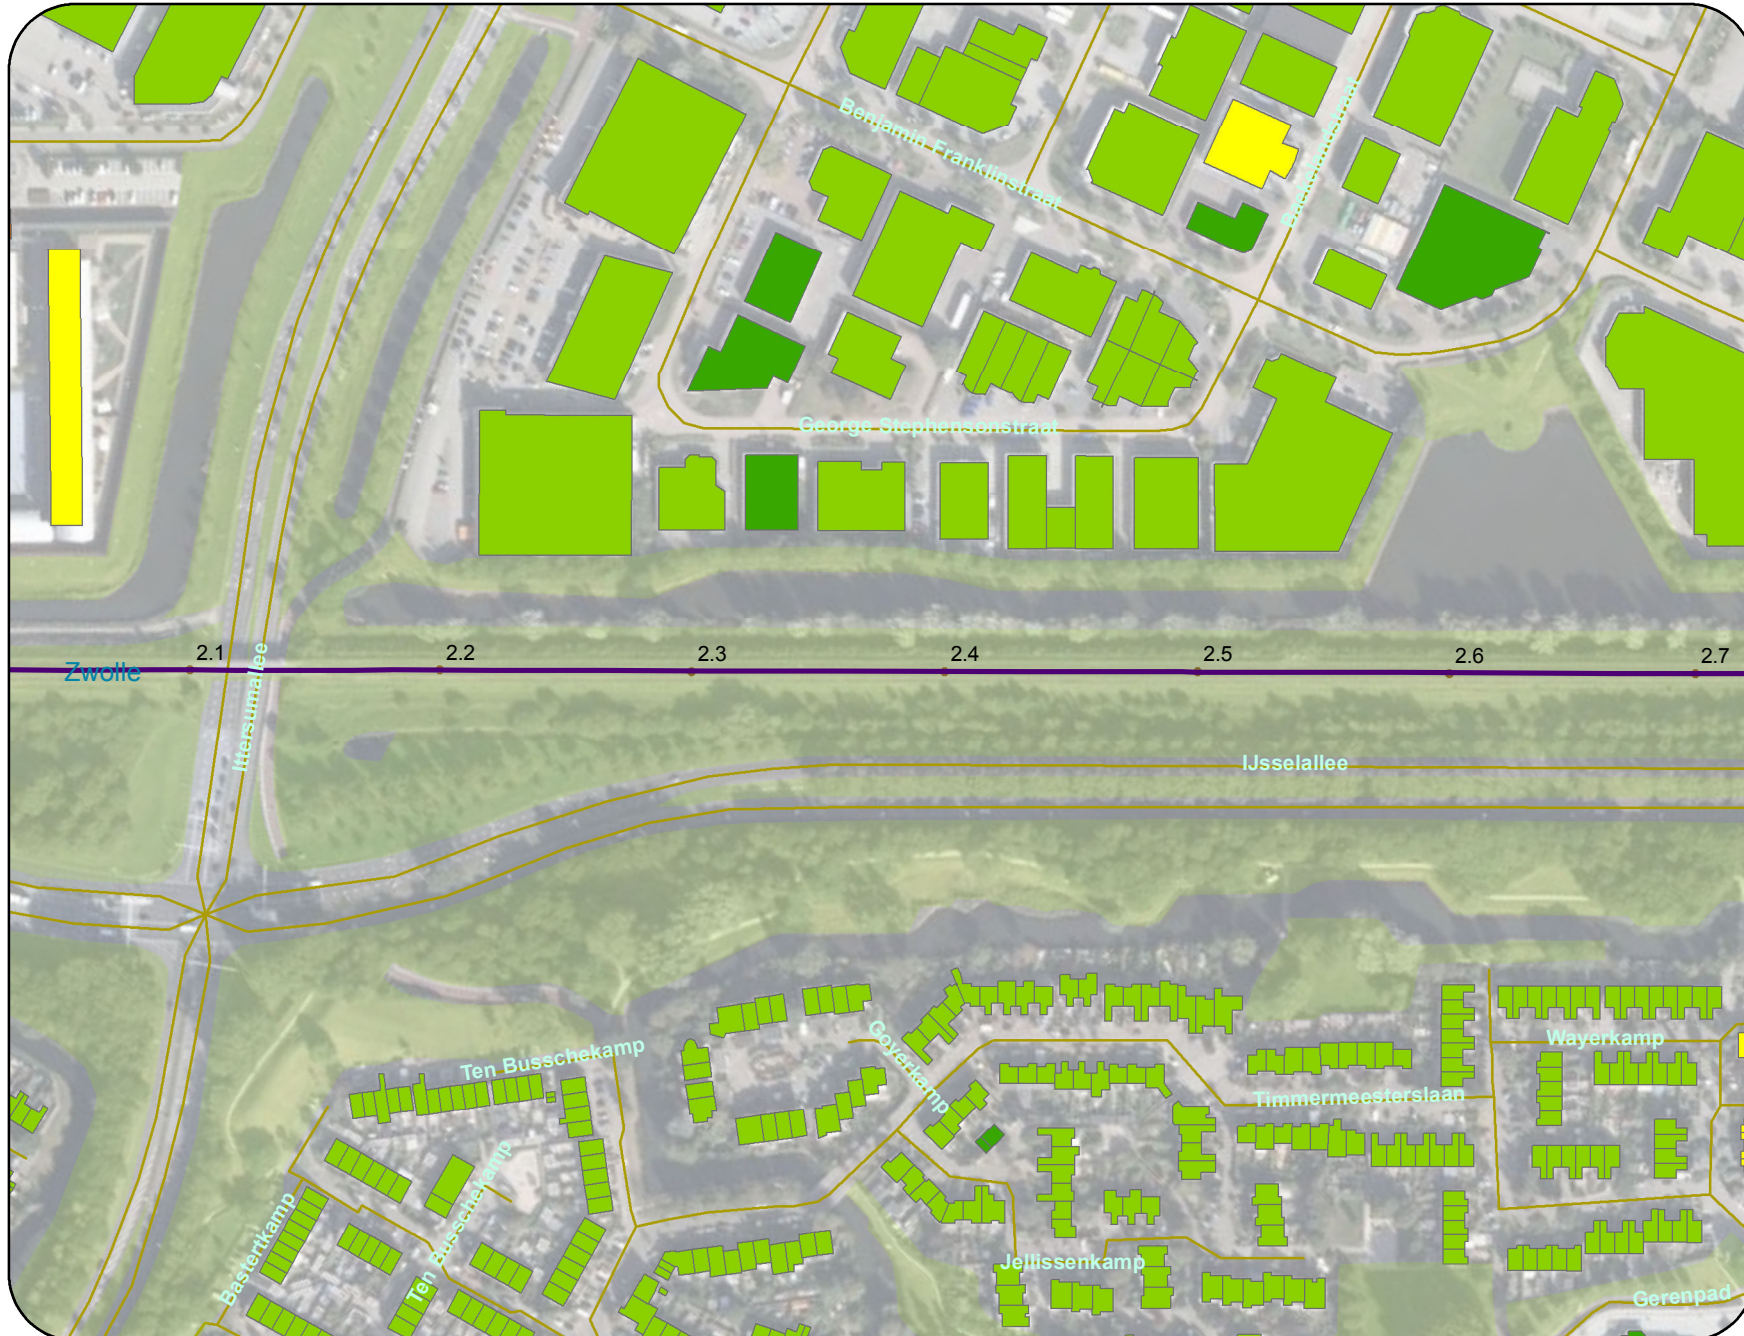 Benjamin Franklinstraat
Baekelandstraat
George Stephensonstraat
2.1
2.2
2.3
2.4
2.5
2.6
2.7
Zwolle
Ittersumallee
IJsselallee
Goyerkamp
Wayerkamp
Ten Busschekamp
Timmermeesterslaan
Ten Busschekamp
Bastertkamp
Jellissenkamp
Gerenpad